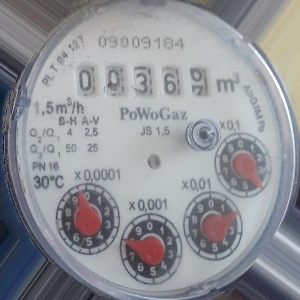 PL T 04 127
09009184
00369 m³
1,5 m³/h
B-H A-V
Q₂/Q₁ 4 2,5
Q₃/Q₁ 50 25
PN 16
30°C
PoWoGaz
JS 1,5
x0,1
x0,01
x0,001
x0,0001